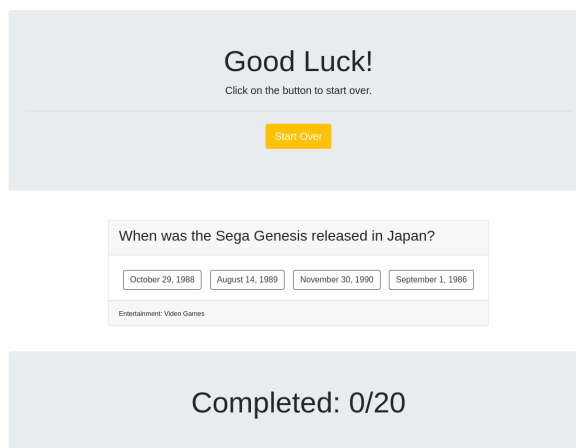 Good Luck!
Click on the button to start over.
Start Over
When was the Sega Genesis released in Japan?
October 29, 1988 August 14, 1989 November 30, 1990 September 1, 1986
Entertainment: Video Games
Completed: 0/20